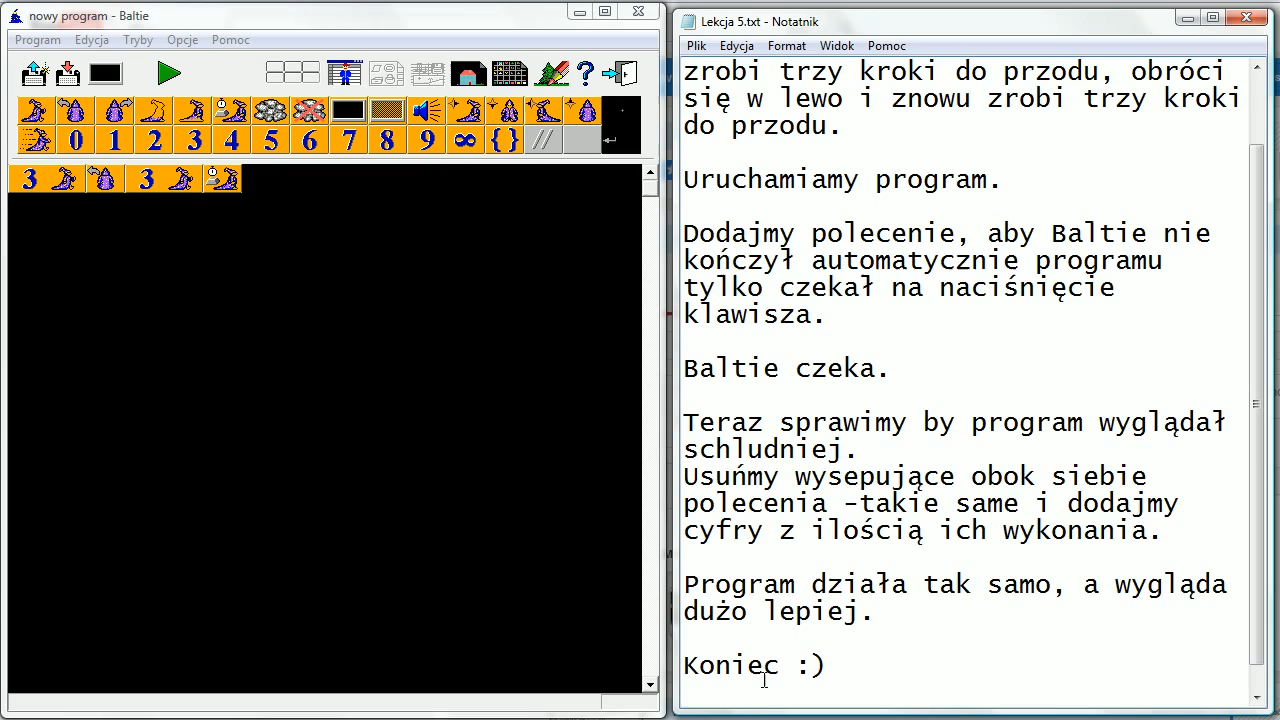 nowy program - Baltie
Program Edycja Tryby Opcje Pomoc
0 1 2 3 4 5 6 7 8 9 ∞ {} //
3 3
Lekcja 5.txt - Notatnik
Plik Edycja Format Widok Pomoc
zrobi trzy kroki do przodu, obróci
się w lewo i znowu zrobi trzy kroki
do przodu.
Uruchamiamy program.
Dodajmy polecenie, aby Baltie nie
kończył automatycznie programu
tylko czekał na naciśnięcie
klawisza.
Baltie czeka.
Teraz sprawimy by program wyglądał
schludniej.
Usuńmy wysepujące obok siebie
polecenia -takie same i dodajmy
cyfry z ilością ich wykonania.
Program działa tak samo, a wygląda
dużo lepiej.
Koniec :)